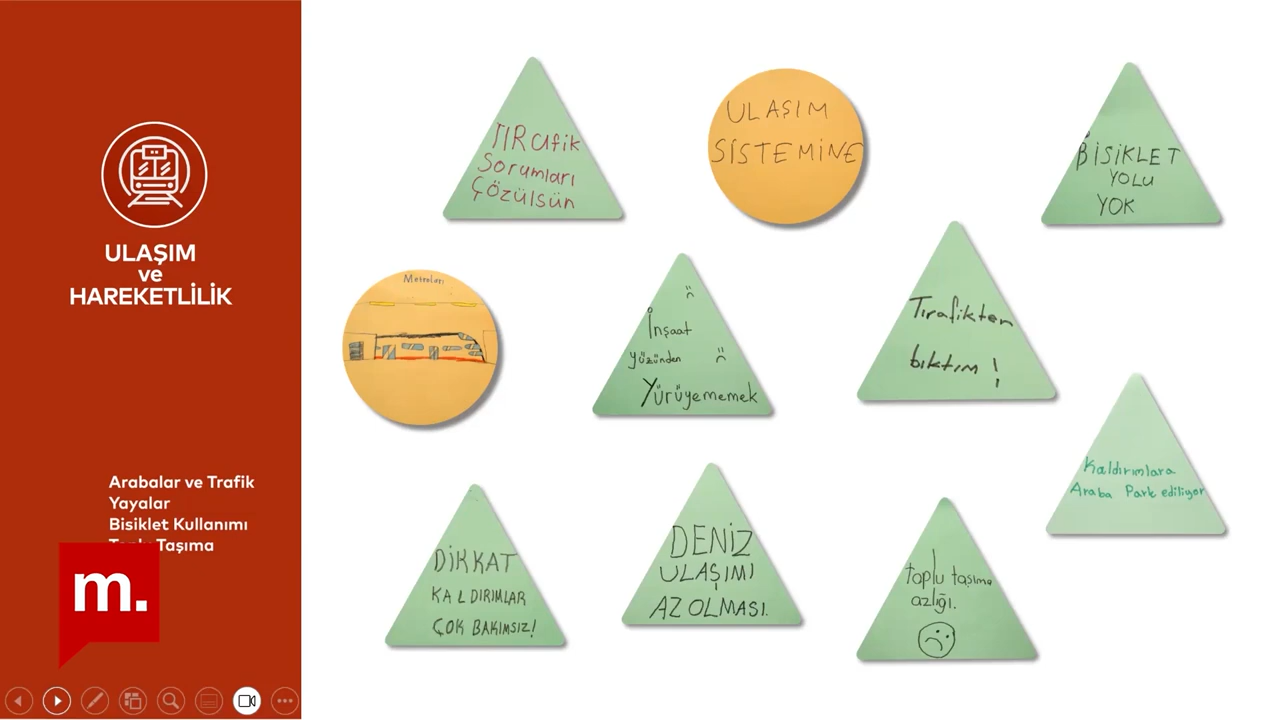 ULAŞIM
ve
HAREKETLİLİK
Arabalar ve Trafik
Yayalar
Bisiklet Kullanımı
Taşıma
m.
TIRafik
Sorumları
Çözülsün
ULAŞIM
SİSTEMİNE
BİSİKLET
YOLU
YOK
Metroları
İnşaat
yüzünden
Yürüyememek
Tırafikten
bıktım!
Kaldırımlara
Araba Park ediliyor
DİKKAT
KALDIRIMLAR
ÇOK BAKIMSIZ!
DENİZ
ULAŞIMI
AZ OLMASI.
toplu taşıma
azlığı.